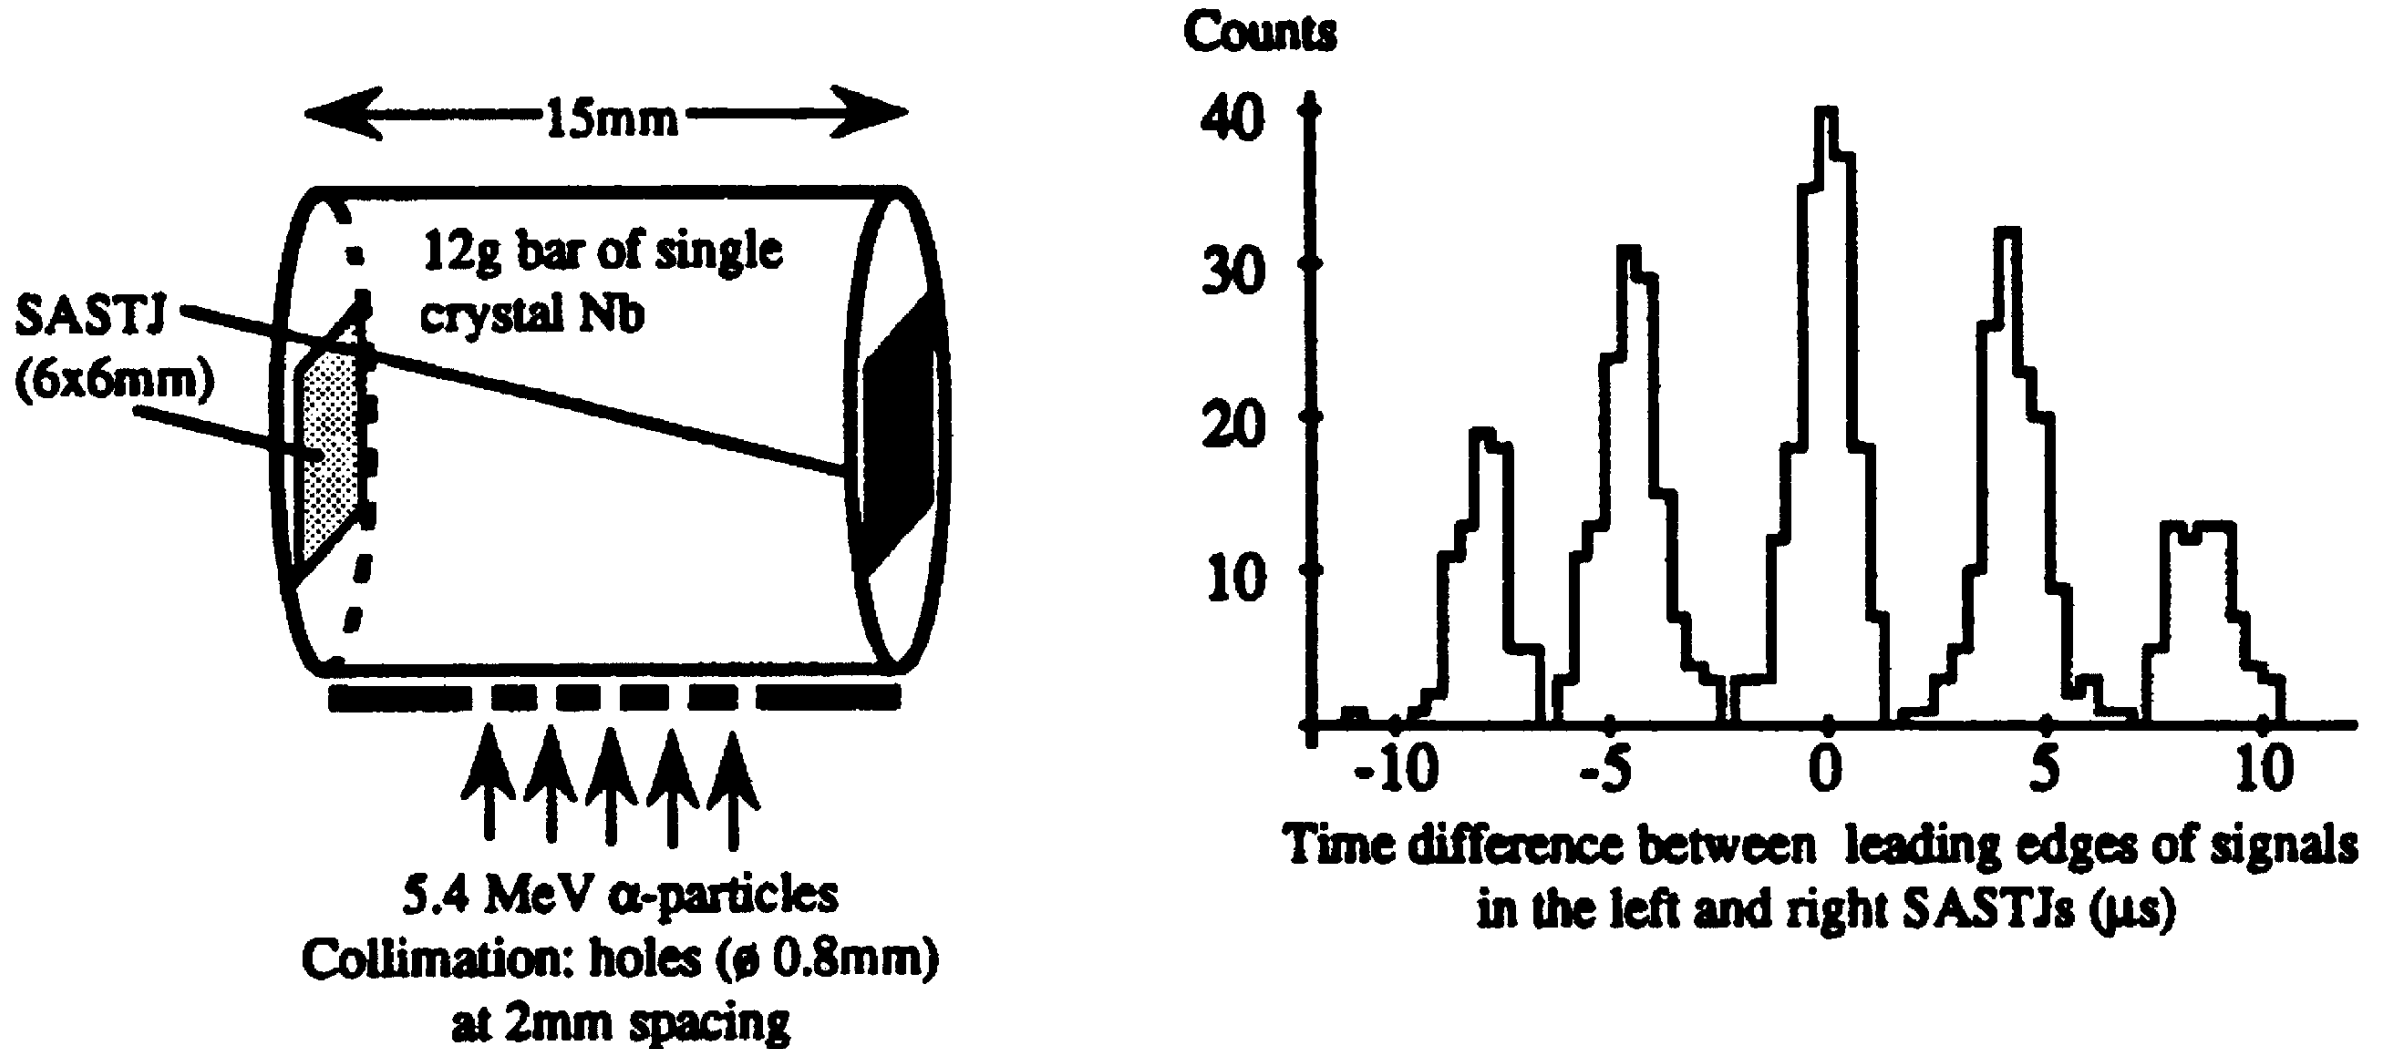 15mm
12g bar of single
crystal Nb
SASTJ
(6x6mm)
5.4 MeV α-particles
Collimation: holes (ø 0.8mm)
at 2mm spacing
Counts
40
30
20
10
-10 -5 0 5 10
Time difference between leading edges of signals
in the left and right SASTJs (μs)